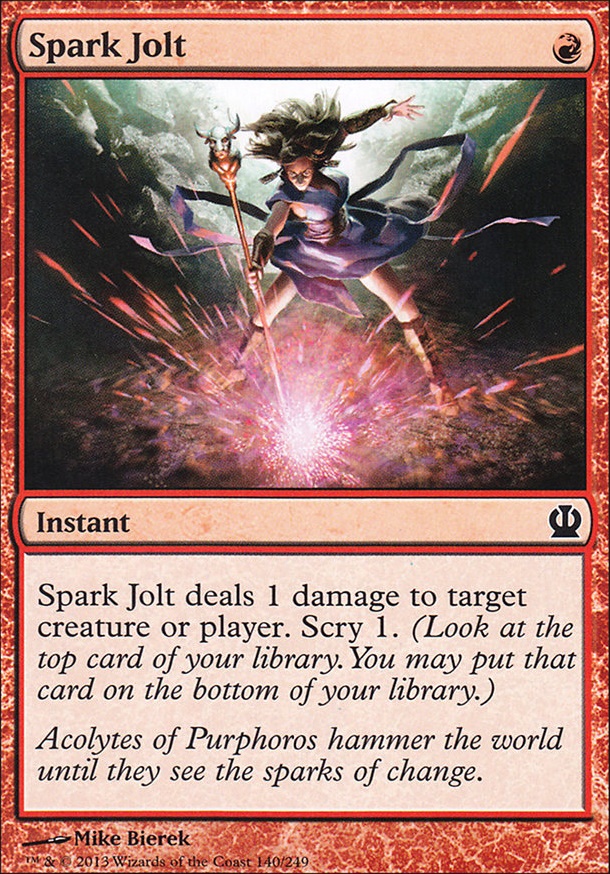 Spark Jolt
Instant
Spark Jolt deals 1 damage to target
creature or player. Scry 1. (Look at the
top card of your library. You may put that
card on the bottom of your library.)
Acolytes of Purphoros hammer the world
until they see the sparks of change.
Mike Bierek
™ & © 2013 Wizards of the Coast 140/249